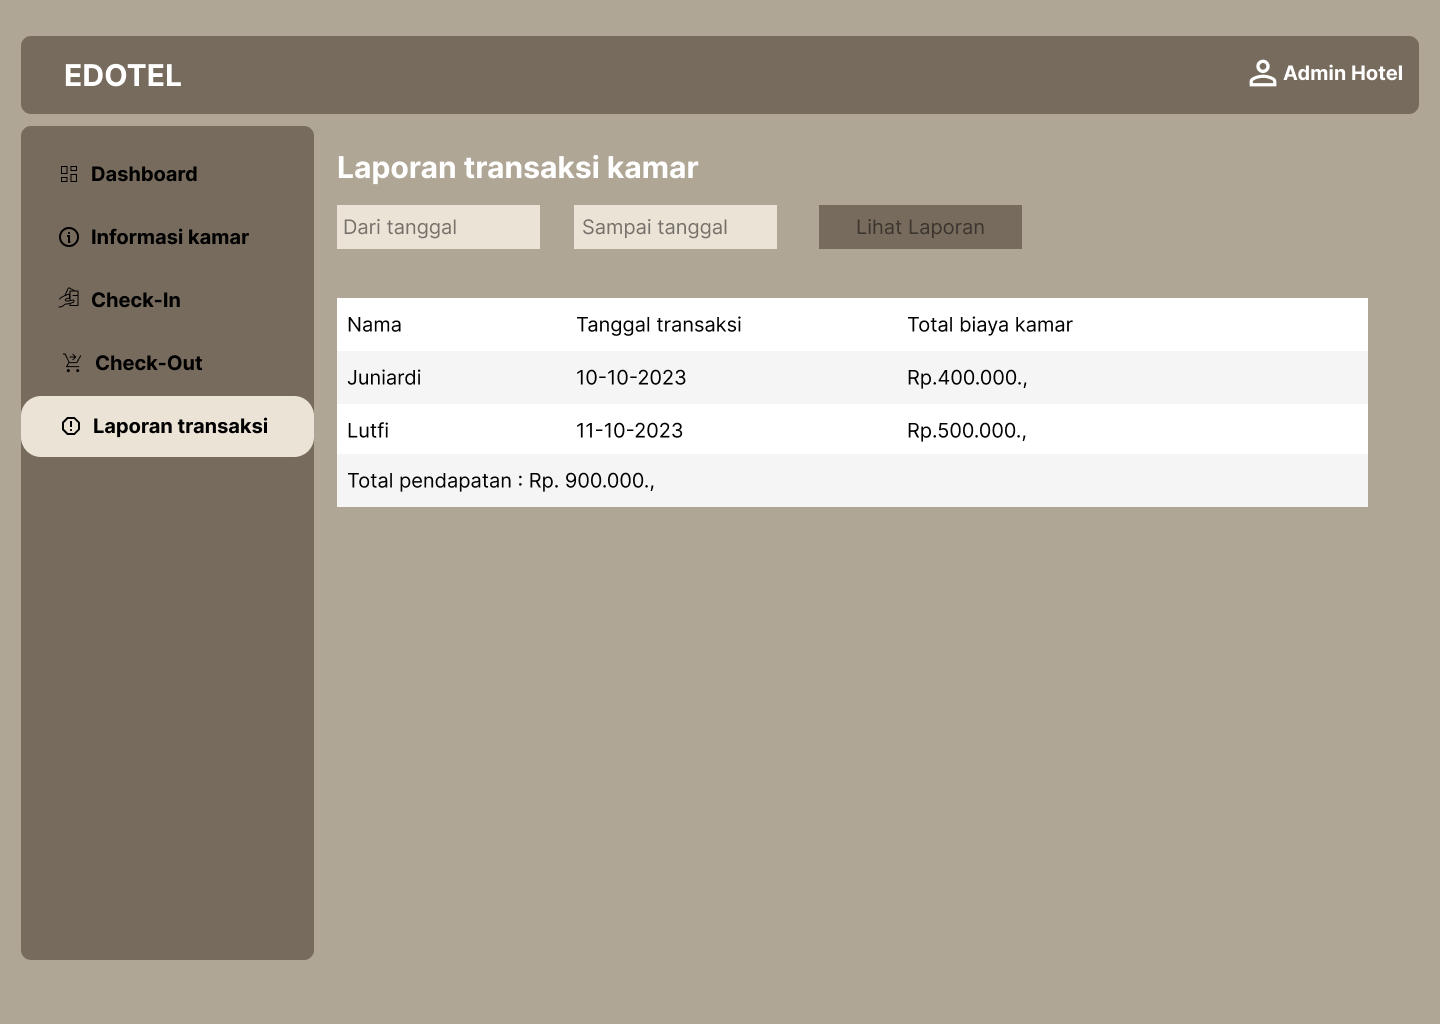 EDOTEL
Admin Hotel
Dashboard
Informasi kamar
Check-In
Check-Out
Laporan transaksi
Laporan transaksi kamar
Dari tanggal
Sampai tanggal
Lihat Laporan
Nama Tanggal transaksi Total biaya kamar
Juniardi 10-10-2023 Rp.400.000.,
Lutfi 11-10-2023 Rp.500.000.,
Total pendapatan : Rp. 900.000.,